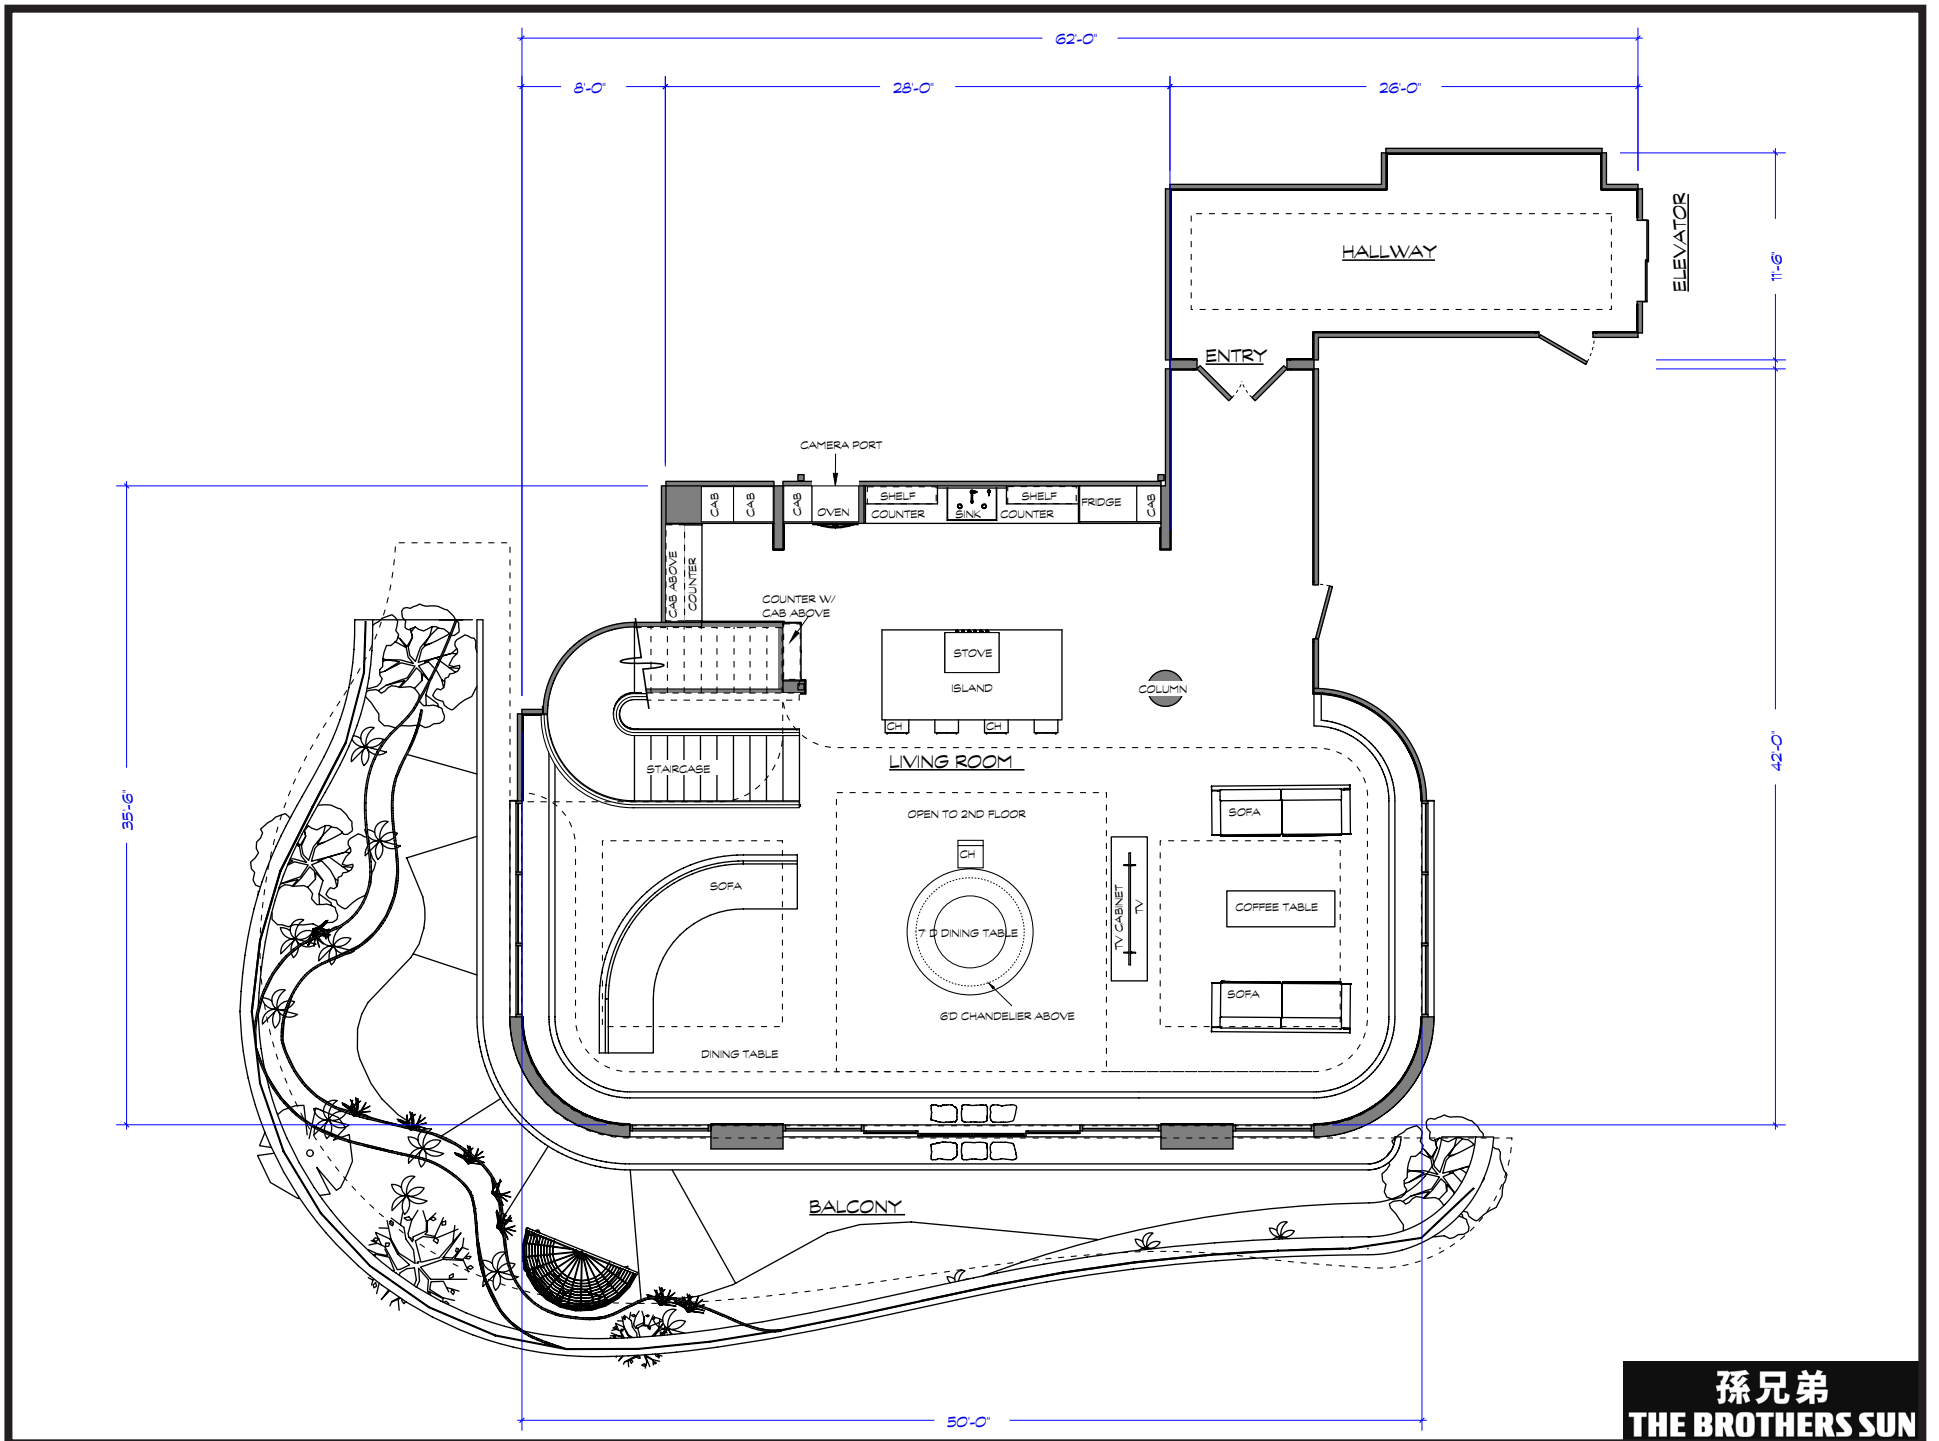 62'-0"
8'-0"
28'-0"
26'-0"
HALLWAY
ELEVATOR
11'-6"
ENTRY
CAMERA PORT
CAB
CAB
CAB
OVEN
SHELF
COUNTER
SINK
SHELF
COUNTER
FRIDGE
CAB
CAB ABOVE
COUNTER
COUNTER W/
CAB ABOVE
STOVE
ISLAND
COLUMN
CH
CH
LIVING ROOM
STAIRCASE
42'-0"
35'-6"
OPEN TO 2ND FLOOR
SOFA
CH
SOFA
TV CABINET
TV
COFFEE TABLE
7'D DINING TABLE
SOFA
6'D CHANDELIER ABOVE
DINING TABLE
BALCONY
50'-0"
孫兄弟
THE BROTHERS SUN